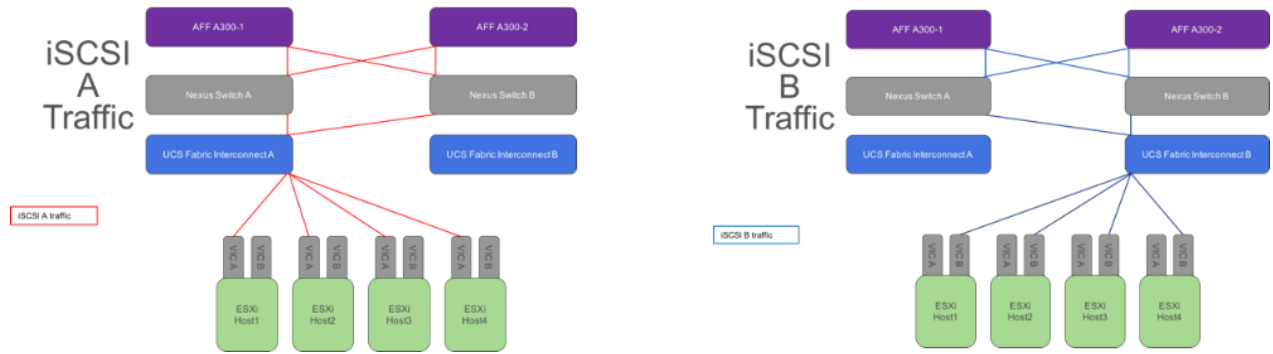 iSCSI
A
Traffic
AFF A300-1
AFF A300-2
Nexus Switch A
Nexus Switch B
UCS Fabric Interconnect A
UCS Fabric Interconnect B
iSCSI A traffic
VIC A
VIC B
VIC A
VIC B
VIC A
VIC B
VIC A
VIC B
ESXi
Host1
ESXi
Host2
ESXi
Host3
ESXi
Host4
iSCSI
B
Traffic
AFF A300-1
AFF A300-2
Nexus Switch A
Nexus Switch B
UCS Fabric Interconnect A
UCS Fabric Interconnect B
iSCSI B traffic
VIC A
VIC B
VIC A
VIC B
VIC A
VIC B
VIC A
VIC B
ESXi
Host1
ESXi
Host2
ESXi
Host3
ESXi
Host4